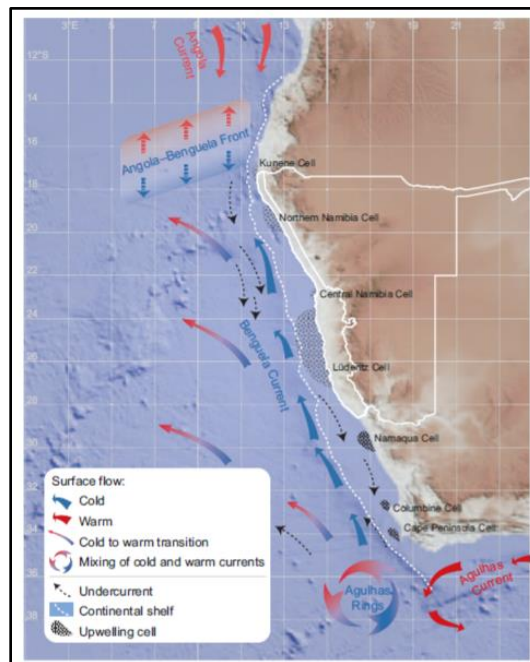 3°E 5 7 9 11 13 15 17 19 21 23
12°S
14
16
18
20
22
24
26
28
30
32
34
36
38
Angola
Current
Angola–Benguela Front
Kunene Cell
Northern Namibia Cell
Central Namibia Cell
Benguela Current
Lüderitz Cell
Namaqua Cell
Columbine Cell
Cape Peninsula Cell
Agulhas
Current
Agulhas
Rings
Surface flow:
Cold
Warm
Cold to warm transition
Mixing of cold and warm currents
Undercurrent
Continental shelf
Upwelling cell